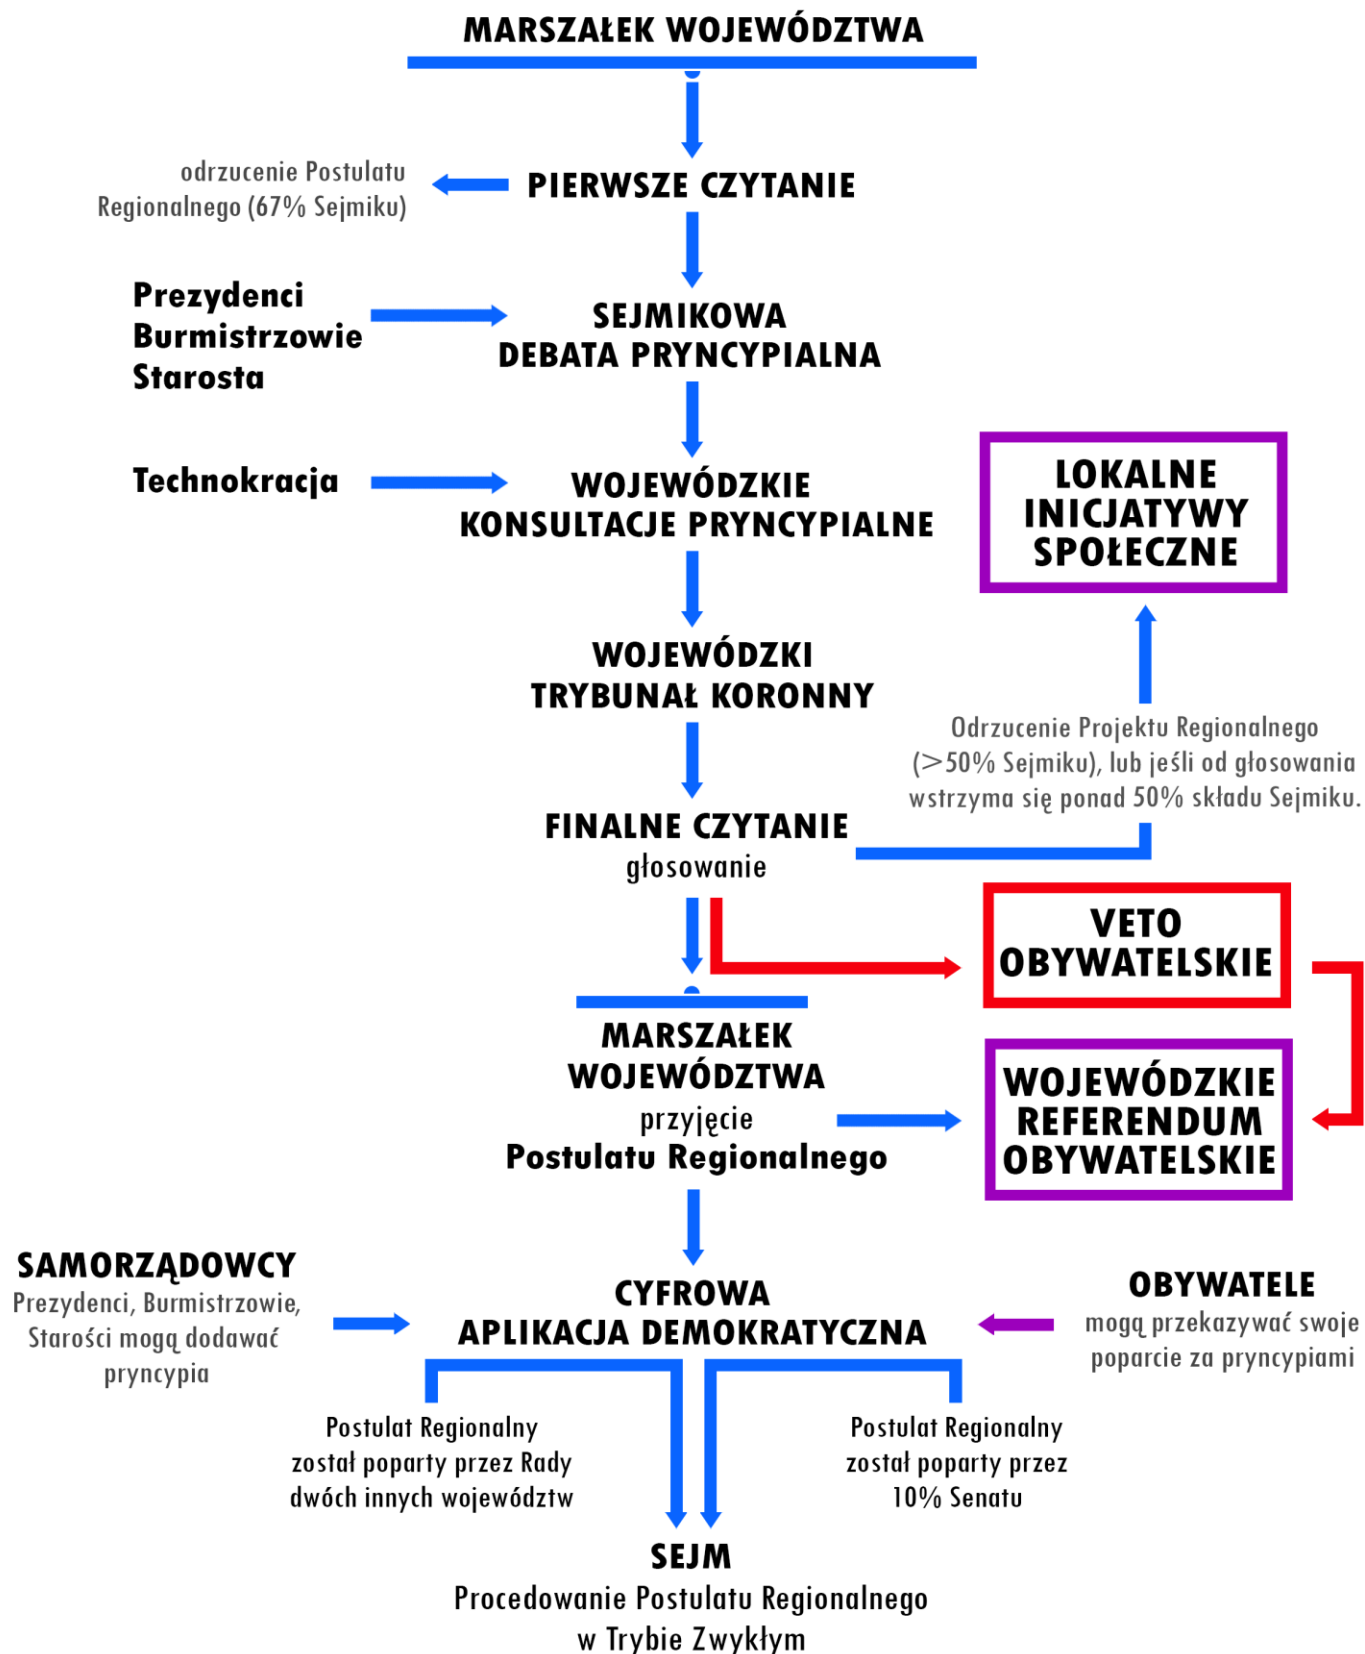 MARSZAŁEK WOJEWÓDZTWA
odrzucenie Postulatu
Regionalnego (67% Sejmiku)
PIERWSZE CZYTANIE
Prezydenci
Burmistrzowie
Starosta
SEJMIKOWA
DEBATA PRYNCYPIALNA
Technokracja
WOJEWÓDZKIE
KONSULTACJE PRYNCYPIALNE
LOKALNE
INICJATYWY
SPOŁECZNE
WOJEWÓDZKI
TRYBUNAŁ KORONNY
Odrzucenie Projektu Regionalnego
(>50% Sejmiku), lub jeśli od głosowania
wstrzyma się ponad 50% składu Sejmiku.
FINALNE CZYTANIE
głosowanie
VETO
OBYWATELSKIE
MARSZAŁEK
WOJEWÓDZTWA
przyjęcie
Postulatu Regionalnego
WOJEWÓDZKIE
REFERENDUM
OBYWATELSKIE
SAMORZĄDOWCY
Prezydenci, Burmistrzowie,
Starości mogą dodawać
pryncypia
CYFROWA
APLIKACJA DEMOKRATYCZNA
OBYWATELE
mogą przekazywać swoje
poparcie za pryncypiami
Postulat Regionalny
został poparty przez Rady
dwóch innych województw
Postulat Regionalny
został poparty przez
10% Senatu
SEJM
Procedowanie Postulatu Regionalnego
w Trybie Zwykłym